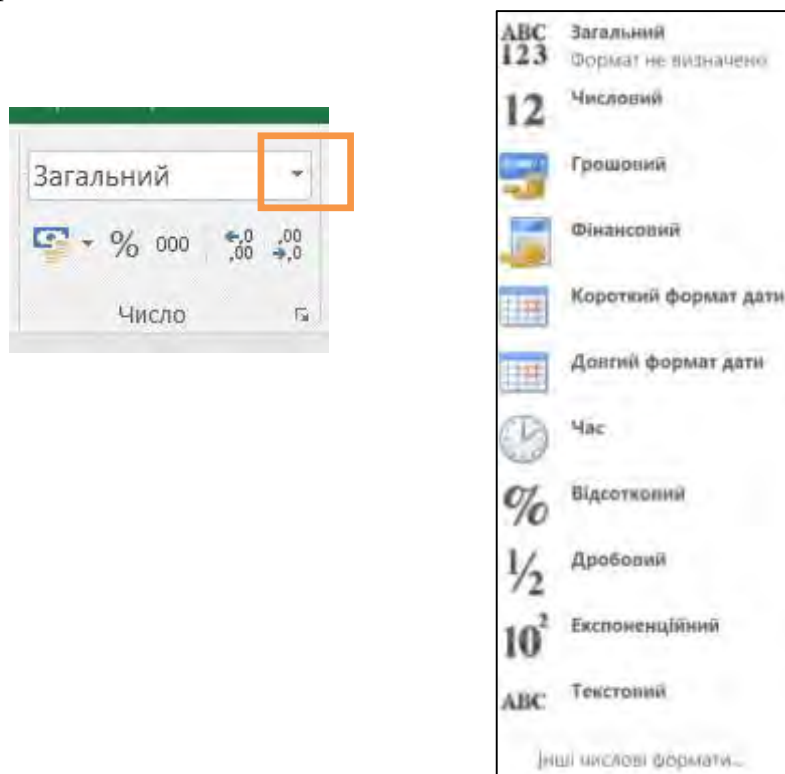 Загальний
% 000 ←,0 ,00
,00 →,0
Число
ABC
123
Загальний
Формат не визначено
12 Числовий
Грошовий
Фінансовий
Короткий формат дати
Довгий формат дати
Час
% Відсотковий
1/2 Дробовий
10² Експоненційний
ABC Текстовий
Інші числові формати...